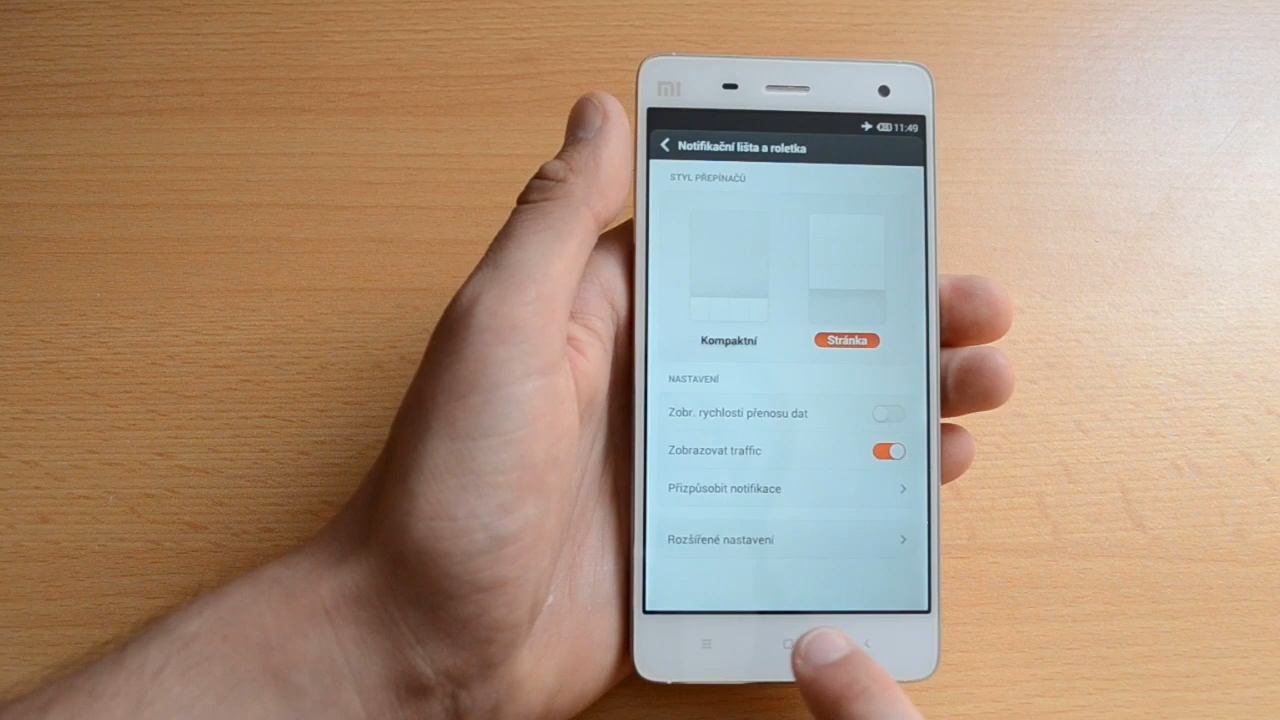 mi
11:49
Notifikační lišta a roletka
STYL PŘEPÍNAČŮ
Kompaktní Stránka
NASTAVENÍ
Zobr. rychlosti přenosu dat
Zobrazovat traffic
Přizpůsobit notifikace
Rozšířené nastavení